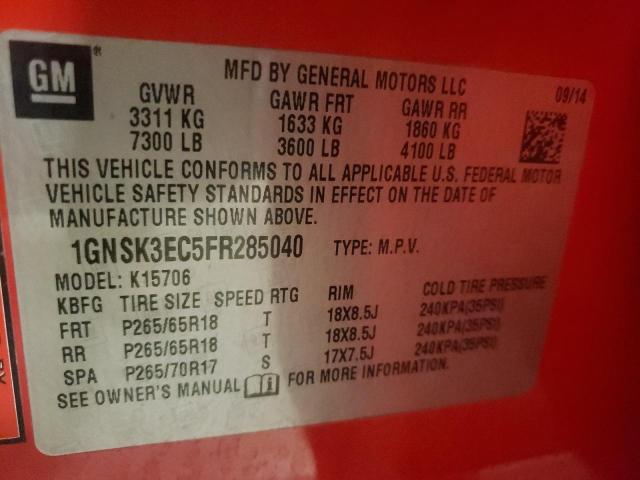 GM ®
MFD BY GENERAL MOTORS LLC
09/14
GVWR GAWR FRT GAWR RR
3311 KG 1633 KG 1860 KG
7300 LB 3600 LB 4100 LB
THIS VEHICLE CONFORMS TO ALL APPLICABLE U.S. FEDERAL MOTOR
VEHICLE SAFETY STANDARDS IN EFFECT ON THE DATE OF
MANUFACTURE SHOWN ABOVE.
1GNSK3EC5FR285040 TYPE: M.P.V.
MODEL: K15706
KBFG TIRE SIZE SPEED RTG RIM COLD TIRE PRESSURE
FRT P265/65R18 T 18X8.5J 240KPA(35PSI)
RR P265/65R18 T 18X8.5J 240KPA(35PSI)
SPA P265/70R17 S 17X7.5J 240KPA(35PSI)
SEE OWNER'S MANUAL FOR MORE INFORMATION.